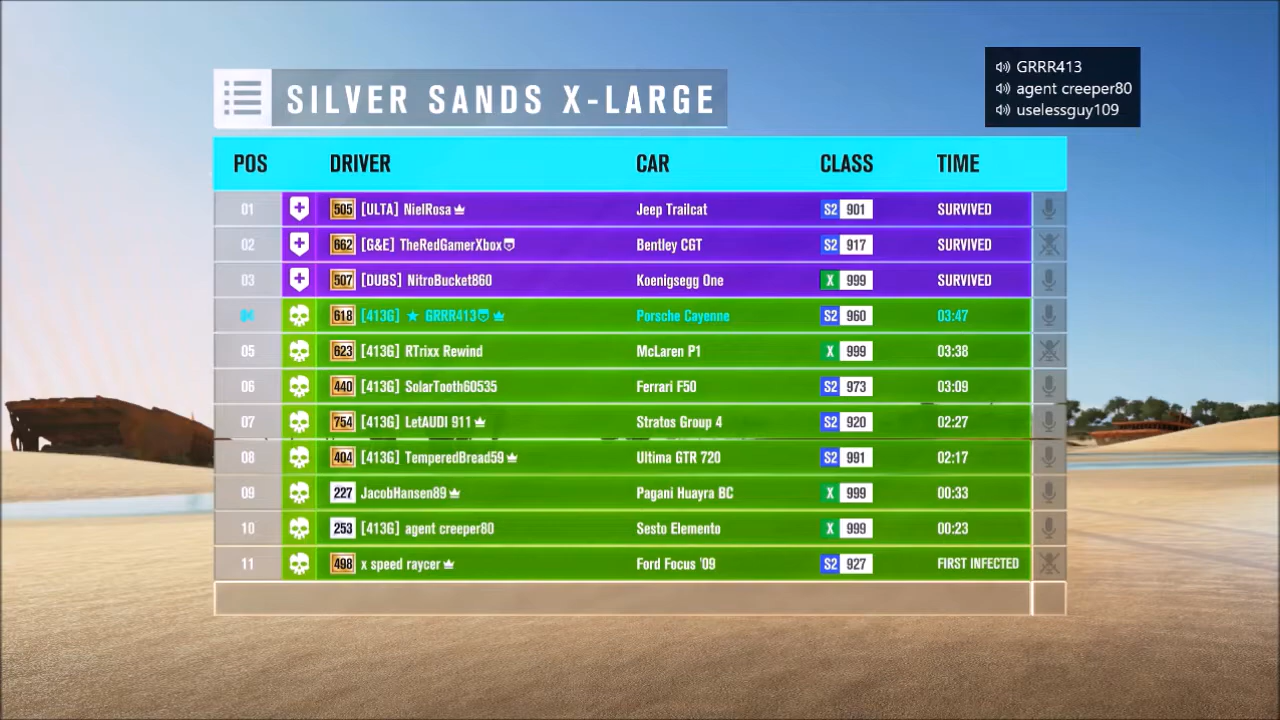 GRRR413
agent creeper80
uselessguy109
SILVER SANDS X-LARGE
POS DRIVER CAR CLASS TIME
01 505 [ULTA] NielRosa Jeep Trailcat S2 901 SURVIVED
02 662 [G&E] TheRedGamerXbox Bentley CGT S2 917 SURVIVED
03 507 [DUBS] NitroBucket860 Koenigsegg One X 999 SURVIVED
04 618 [413G] ★ GRRR413 Porsche Cayenne S2 960 03:47
05 623 [413G] RTrixx Rewind McLaren P1 X 999 03:38
06 440 [413G] SolarTooth60535 Ferrari F50 S2 973 03:09
07 754 [413G] LetAUDI 911 Stratos Group 4 S2 920 02:27
08 404 [413G] TemperedBread59 Ultima GTR 720 S2 991 02:17
09 227 JacobHansen89 Pagani Huayra BC X 999 00:33
10 253 [413G] agent creeper80 Sesto Elemento X 999 00:23
11 498 x speed raycer Ford Focus '09 S2 927 FIRST INFECTED